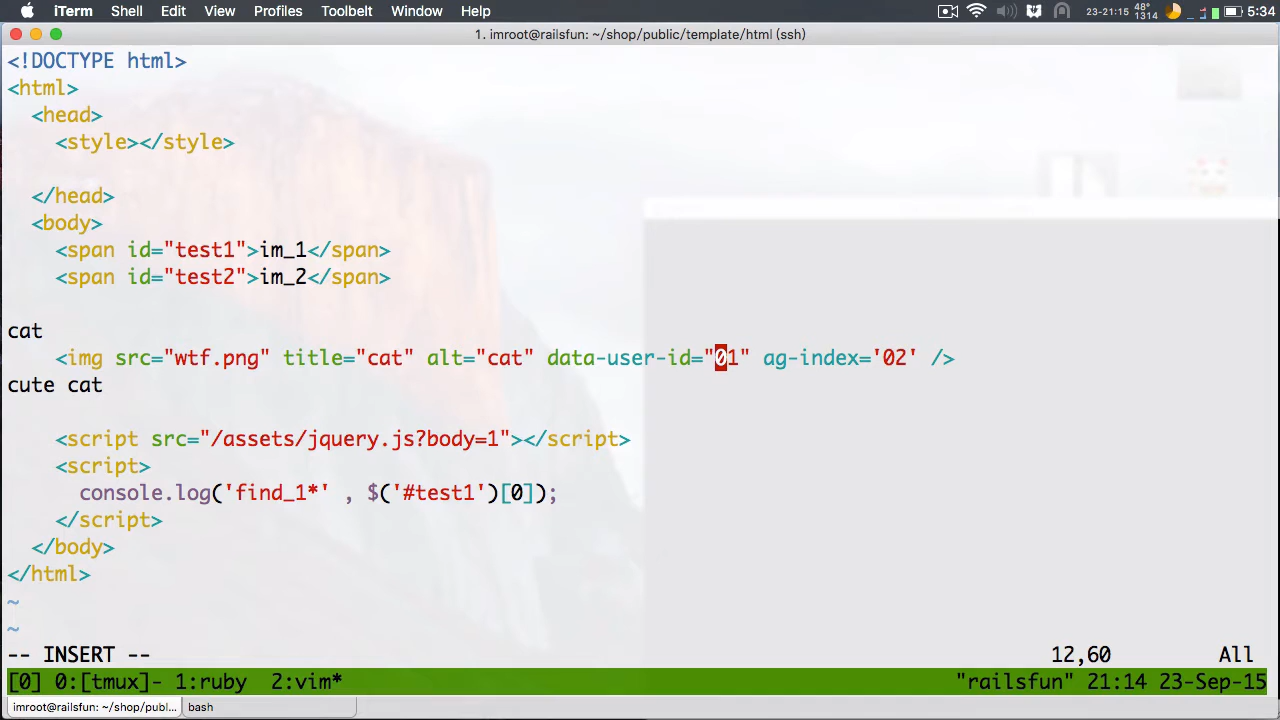 iTerm Shell Edit View Profiles Toolbelt Window Help 23-21:15 48° 1314 5:34
1. imroot@railsfun: ~/shop/public/template/html (ssh)
<!DOCTYPE html>
<html>
  <head>
    <style></style>
  </head>
  <body>
    <span id="test1">im_1</span>
    <span id="test2">im_2</span>
cat
    <img src="wtf.png" title="cat" alt="cat" data-user-id="01" ag-index='02' />
cute cat
    <script src="/assets/jquery.js?body=1"></script>
    <script>
      console.log('find_1*' , $('#test1')[0]);
    </script>
  </body>
</html>
~
~
-- INSERT -- 12,60 All
[0] 0:[tmux]- 1:ruby  2:vim* "railsfun" 21:14 23-Sep-15
imroot@railsfun: ~/shop/publ... bash